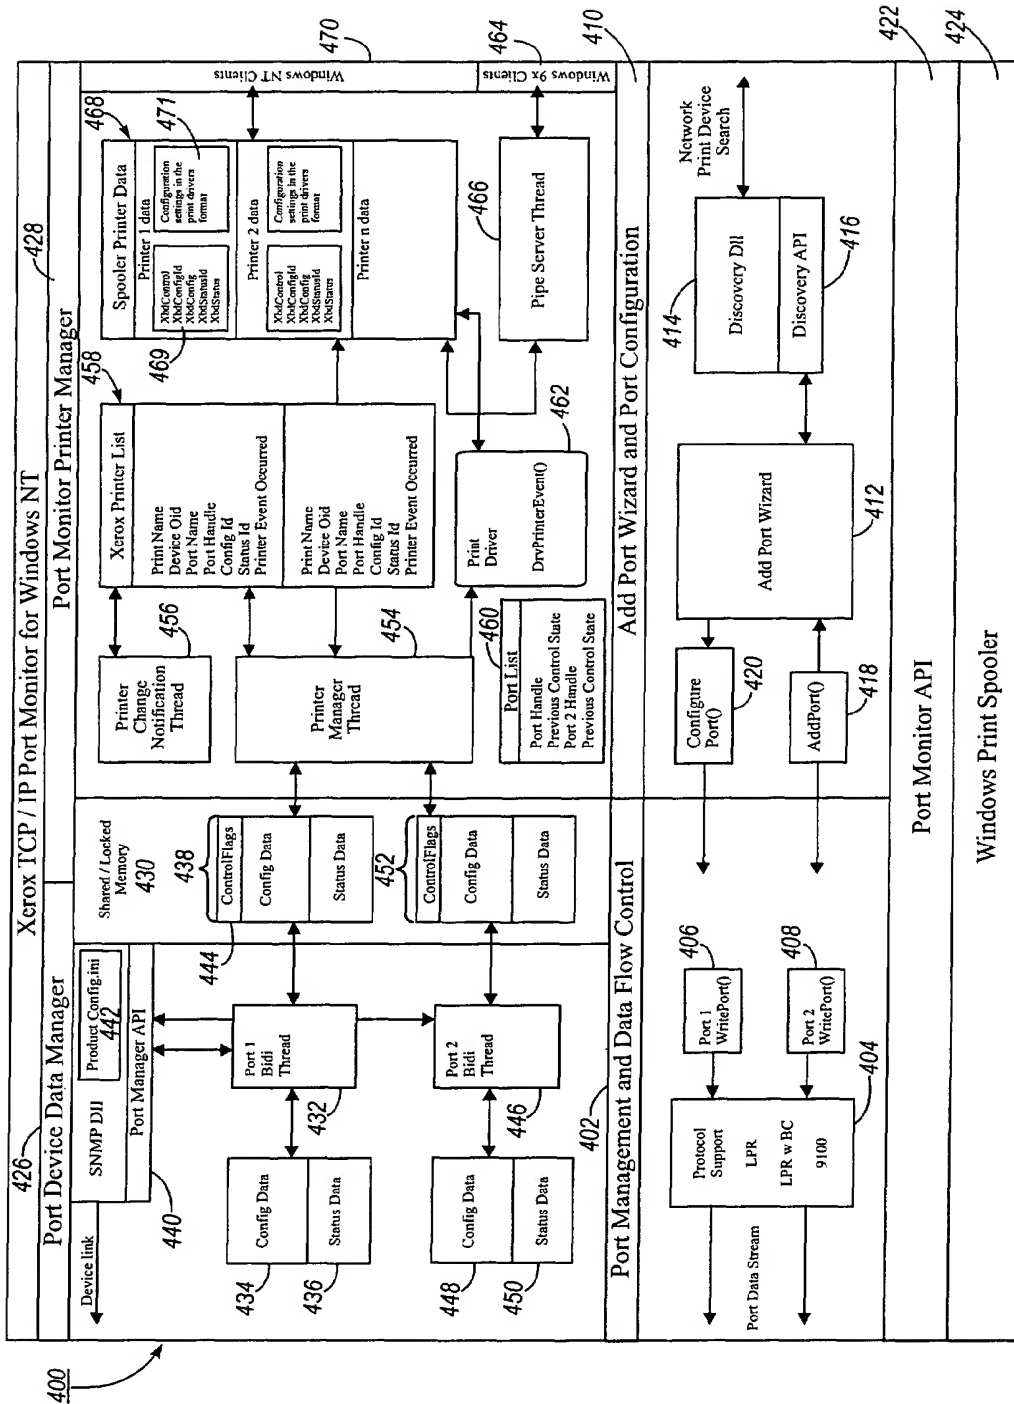 400
Xerox TCP / IP Port Monitor for Windows NT
426
Port Device Data Manager
428
Port Monitor Printer Manager
Device link
SNMP Dll
Product Config.ini
442
Port Manager API
440
Shared / Locked
Memory
430
Config Data
Status Data
434
436
Port 1
Bidi
Thread
432
438
ControlFlags
Config Data
Status Data
444
Config Data
Status Data
448
450
Port 2
Bidi
Thread
446
452
ControlFlags
Config Data
Status Data
Printer
Change
Notification
Thread
456
Printer
Manager
Thread
454
Xerox Printer List
458
Print Name
Device Oid
Port Name
Port Handle
Config Id
Status Id
Printer Event Occurred
Print Name
Device Oid
Port Name
Port Handle
Config Id
Status Id
Printer Event Occurred
Port List
460
Port Handle
Previous Control State
Port 2 Handle
Previous Control State
Print
Driver
DrvPrinterEvent()
462
Spooler Printer Data
468
Printer 1 data
XbdControl
XbdConfigId
XbdConfig
XbdStatusId
XbdStatus
469
Configuration
settings in the
print drivers
format
471
Printer 2 data
XbdControl
XbdConfigId
XbdConfig
XbdStatusId
XbdStatus
Configuration
settings in the
print drivers
format
Printer n data
Windows NT Clients
470
Windows 9x Clients
464
Pipe Server Thread
466
402
Port Management and Data Flow Control
Add Port Wizard and Port Configuration
410
Port Data Stream
Protocol
Support
LPR
LPR w BC
9100
404
Port 1
WritePort()
406
Port 2
WritePort()
408
Configure
Port()
420
AddPort()
418
Add Port Wizard
412
414
Discovery Dll
Discovery API
416
Network
Print Device
Search
Port Monitor API
422
Windows Print Spooler
424